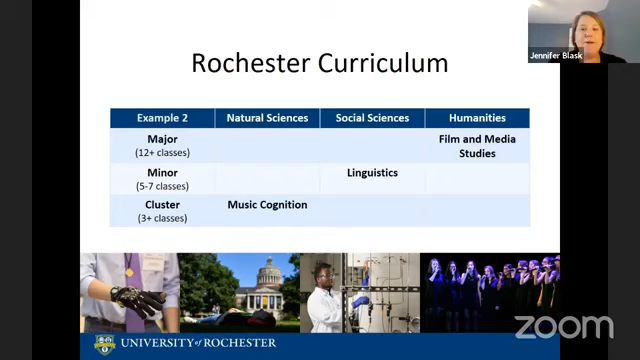 Jennifer Blask
Rochester Curriculum
Example 2 Natural Sciences Social Sciences Humanities
Major
(12+ classes)
Film and Media
Studies
Minor
(5-7 classes)
Linguistics
Cluster
(3+ classes)
Music Cognition
UNIVERSITY of ROCHESTER
zoom